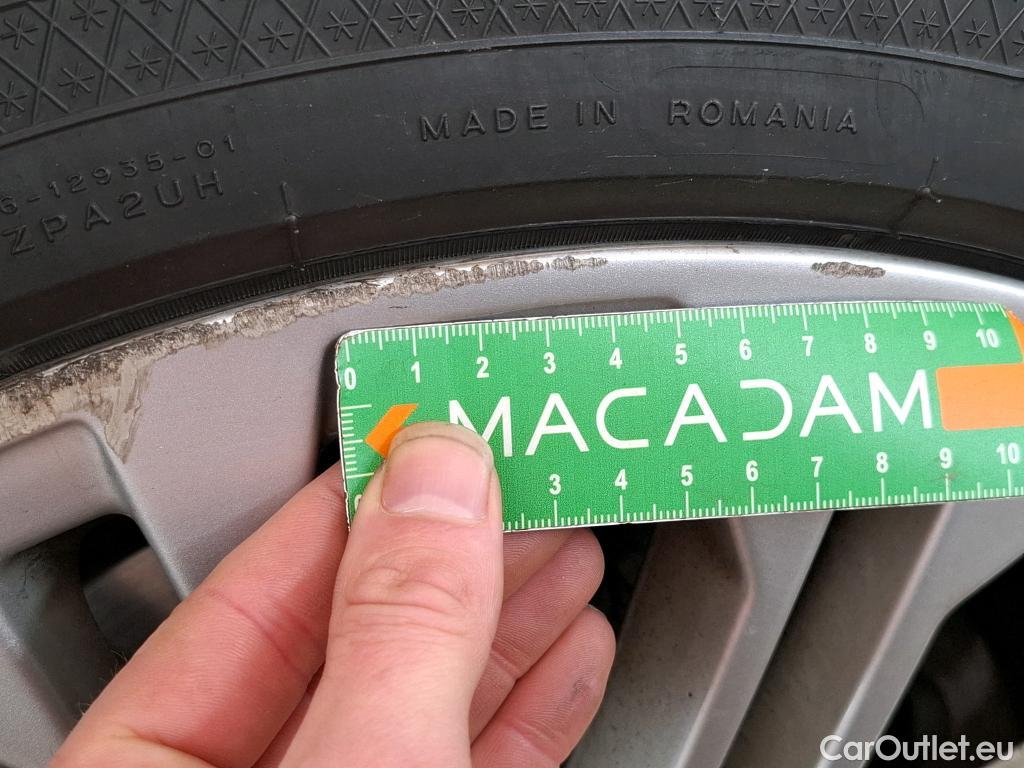 MADE IN ROMANIA
6-12935-01
ZPA2UH
0 1 2 3 4 5 6 7 8 9 10
MACADAM
3 4 5 6 7 8 9 10
CarOutlet.eu